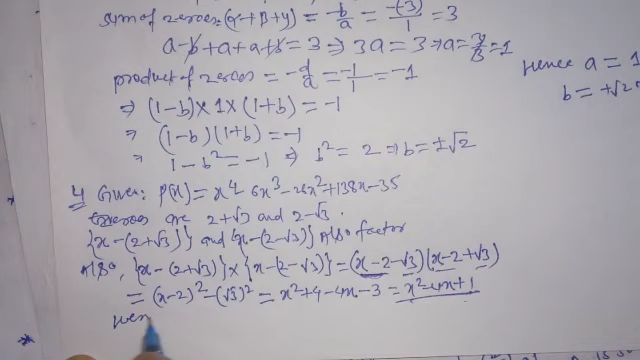 sum of zeroes (α+β+γ) = -b/a = -(-3)/1 = 3
a-b+a+a+b=3 ⇒ 3a=3 ⇒ a=3/3=1
product of zeroes = -d/a = -1/1 = -1
Hence a = 1
⇒ (1-b)×1×(1+b) = -1
b = ±√2
⇒ (1-b)(1+b) = -1
⇒ 1-b² = -1 ⇒ b² = 2 ⇒ b = ±√2
4 Given: P(x) = x⁴ 6x³-26x²+138x-35
zeroes are 2+√3 and 2-√3.
{x-(2+√3)} and {x-(2-√3)} Also factor
Also, {x-(2+√3)}×{x-(2-√3)} = (x-2-√3)(x-2+√3)
= (x-2)²-(√3)² = x²+4-4x-3 = x²-4x+1
Hen